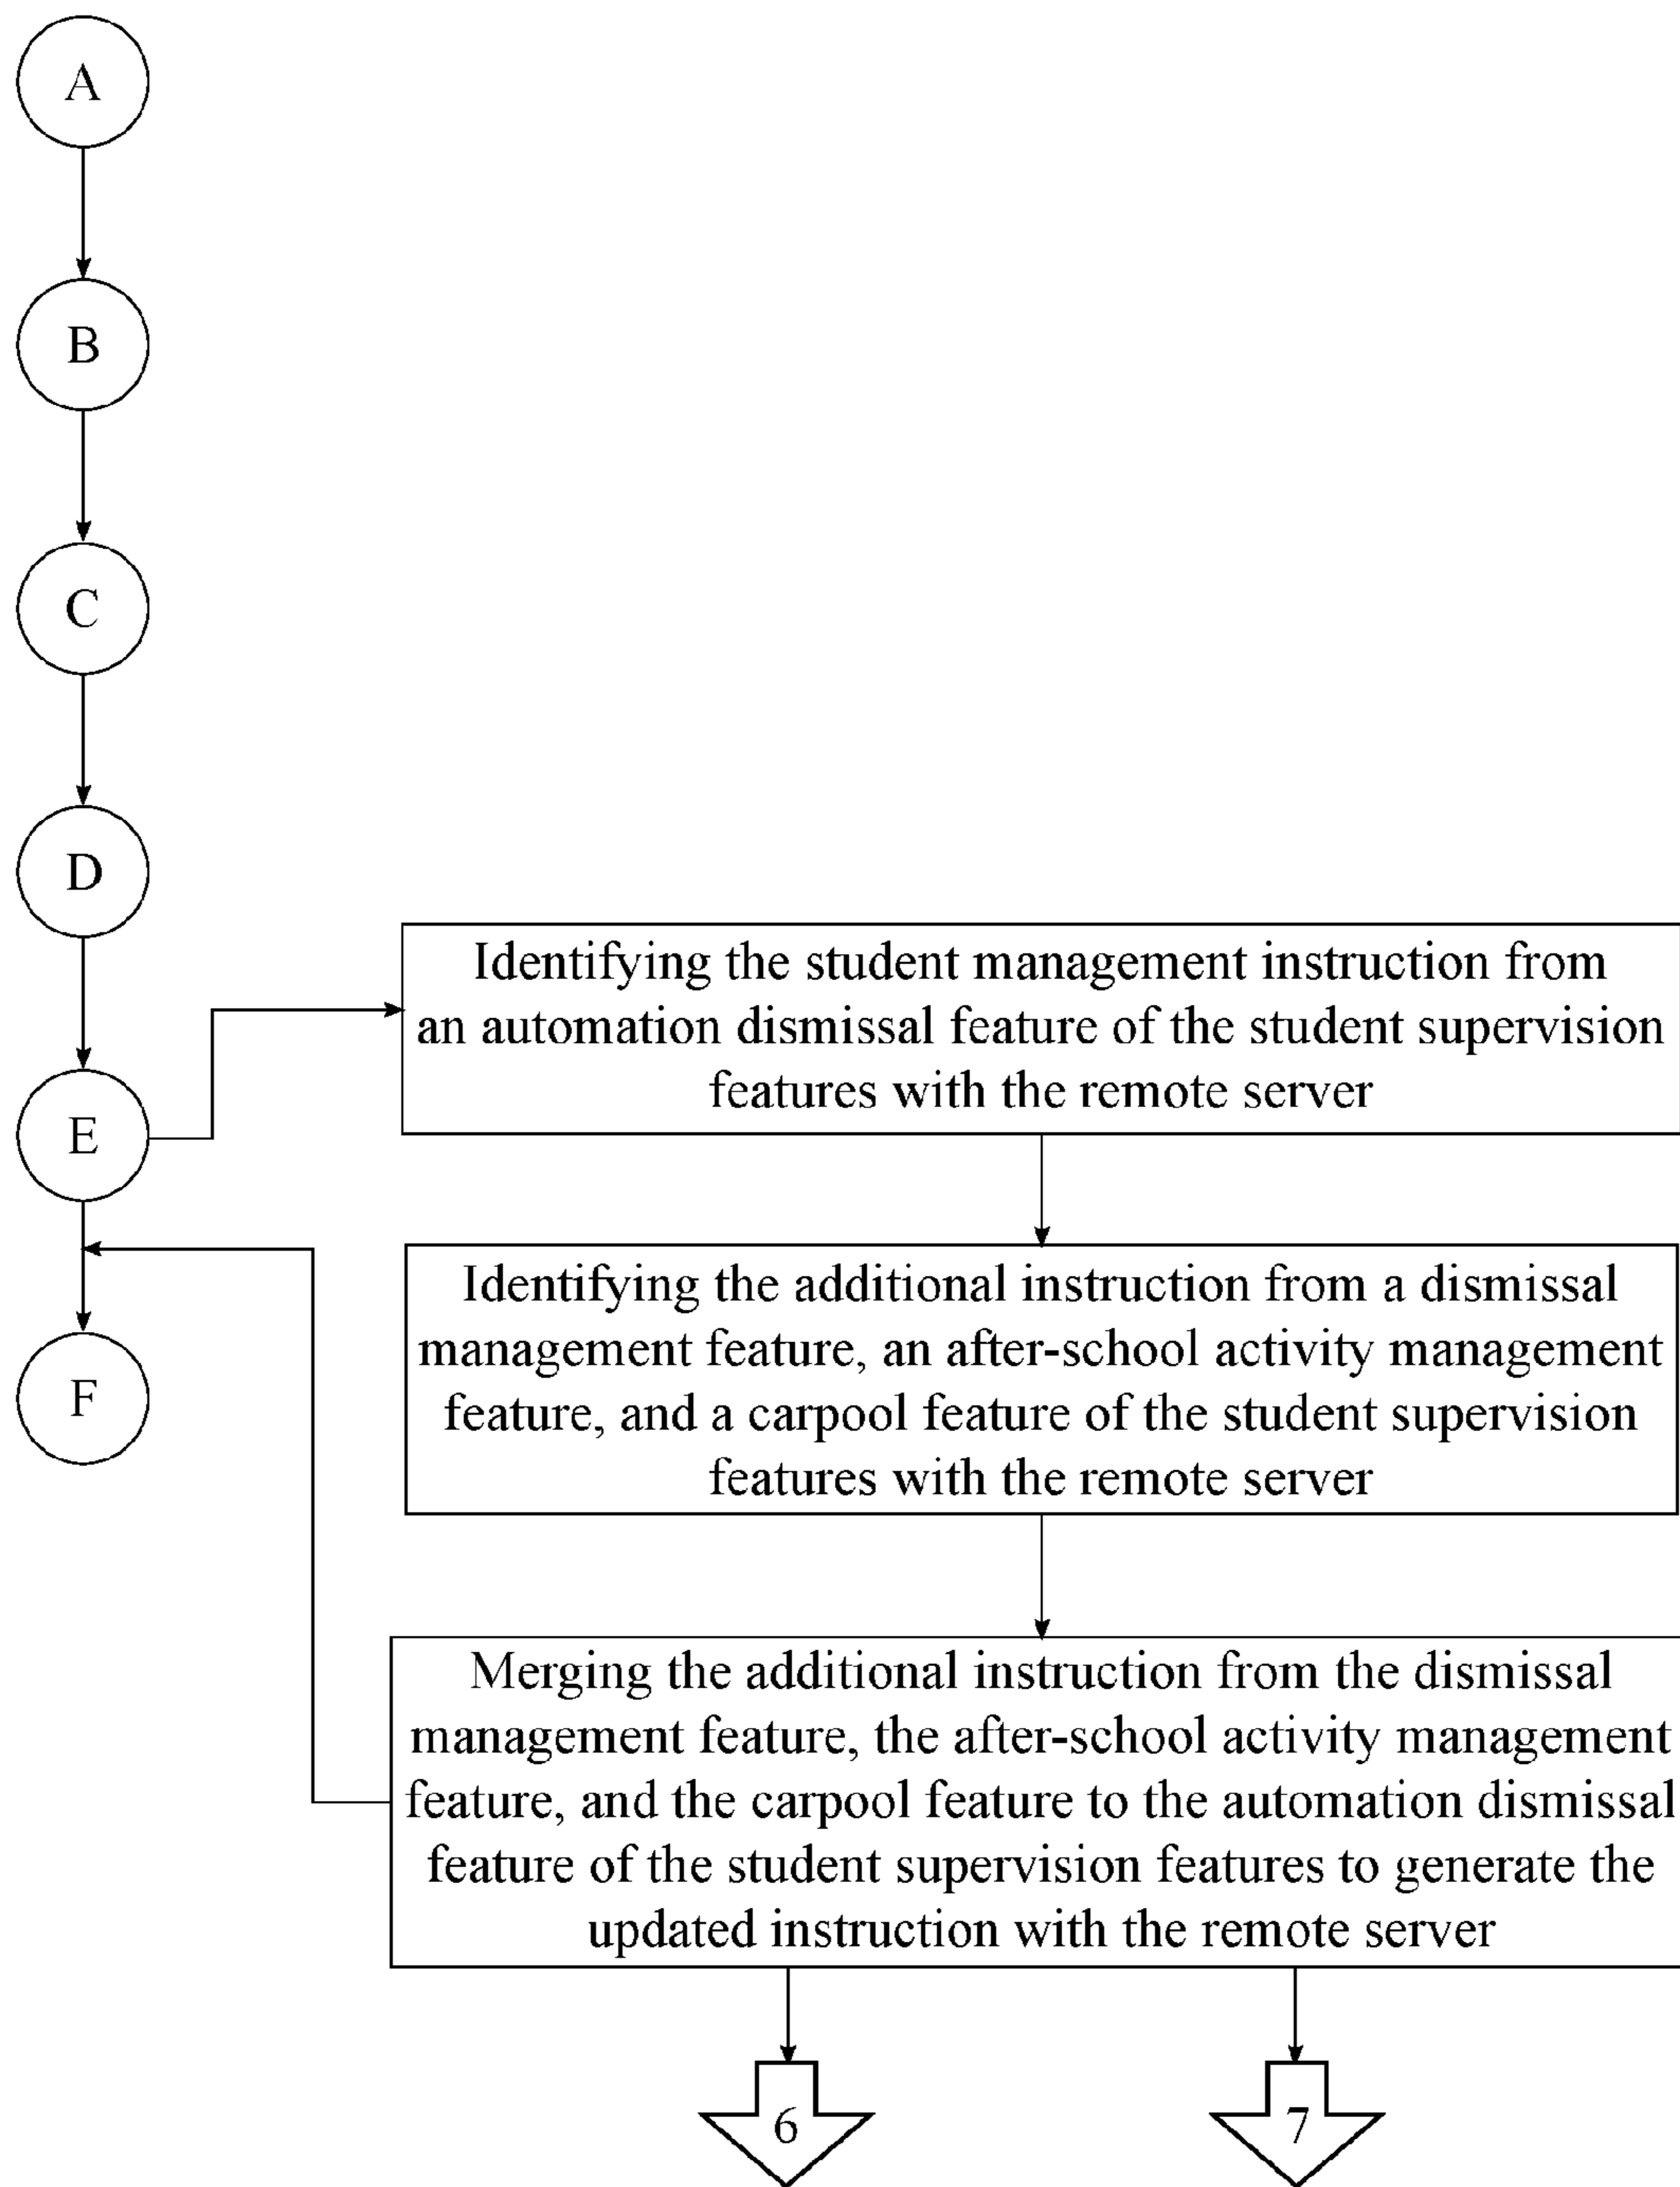 A
B
C
D
E
F
Identifying the student management instruction from
an automation dismissal feature of the student supervision
features with the remote server
Identifying the additional instruction from a dismissal
management feature, an after-school activity management
feature, and a carpool feature of the student supervision
features with the remote server
Merging the additional instruction from the dismissal
management feature, the after-school activity management
feature, and the carpool feature to the automation dismissal
feature of the student supervision features to generate the
updated instruction with the remote server
6
7